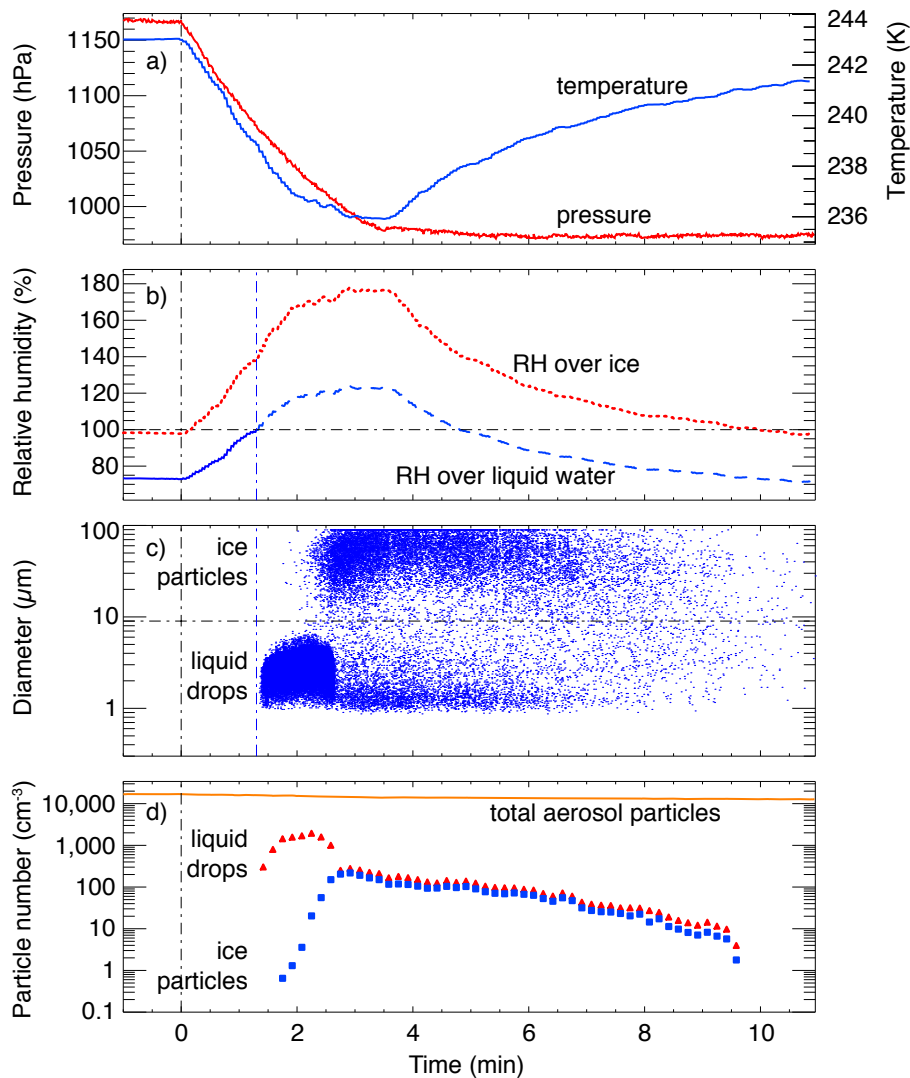 1150
1100
1050
1000
Pressure (hPa)
a)
temperature
pressure
244
242
240
238
236
Temperature (K)
180
160
140
120
100
80
Relative humidity (%)
b)
RH over ice
RH over liquid water
100
10
1
Diameter (µm)
c)
ice
particles
liquid
drops
10,000
1,000
100
10
1
0.1
Particle number (cm-3)
d)
total aerosol particles
liquid
drops
ice
particles
0
2
4
6
8
10
Time (min)